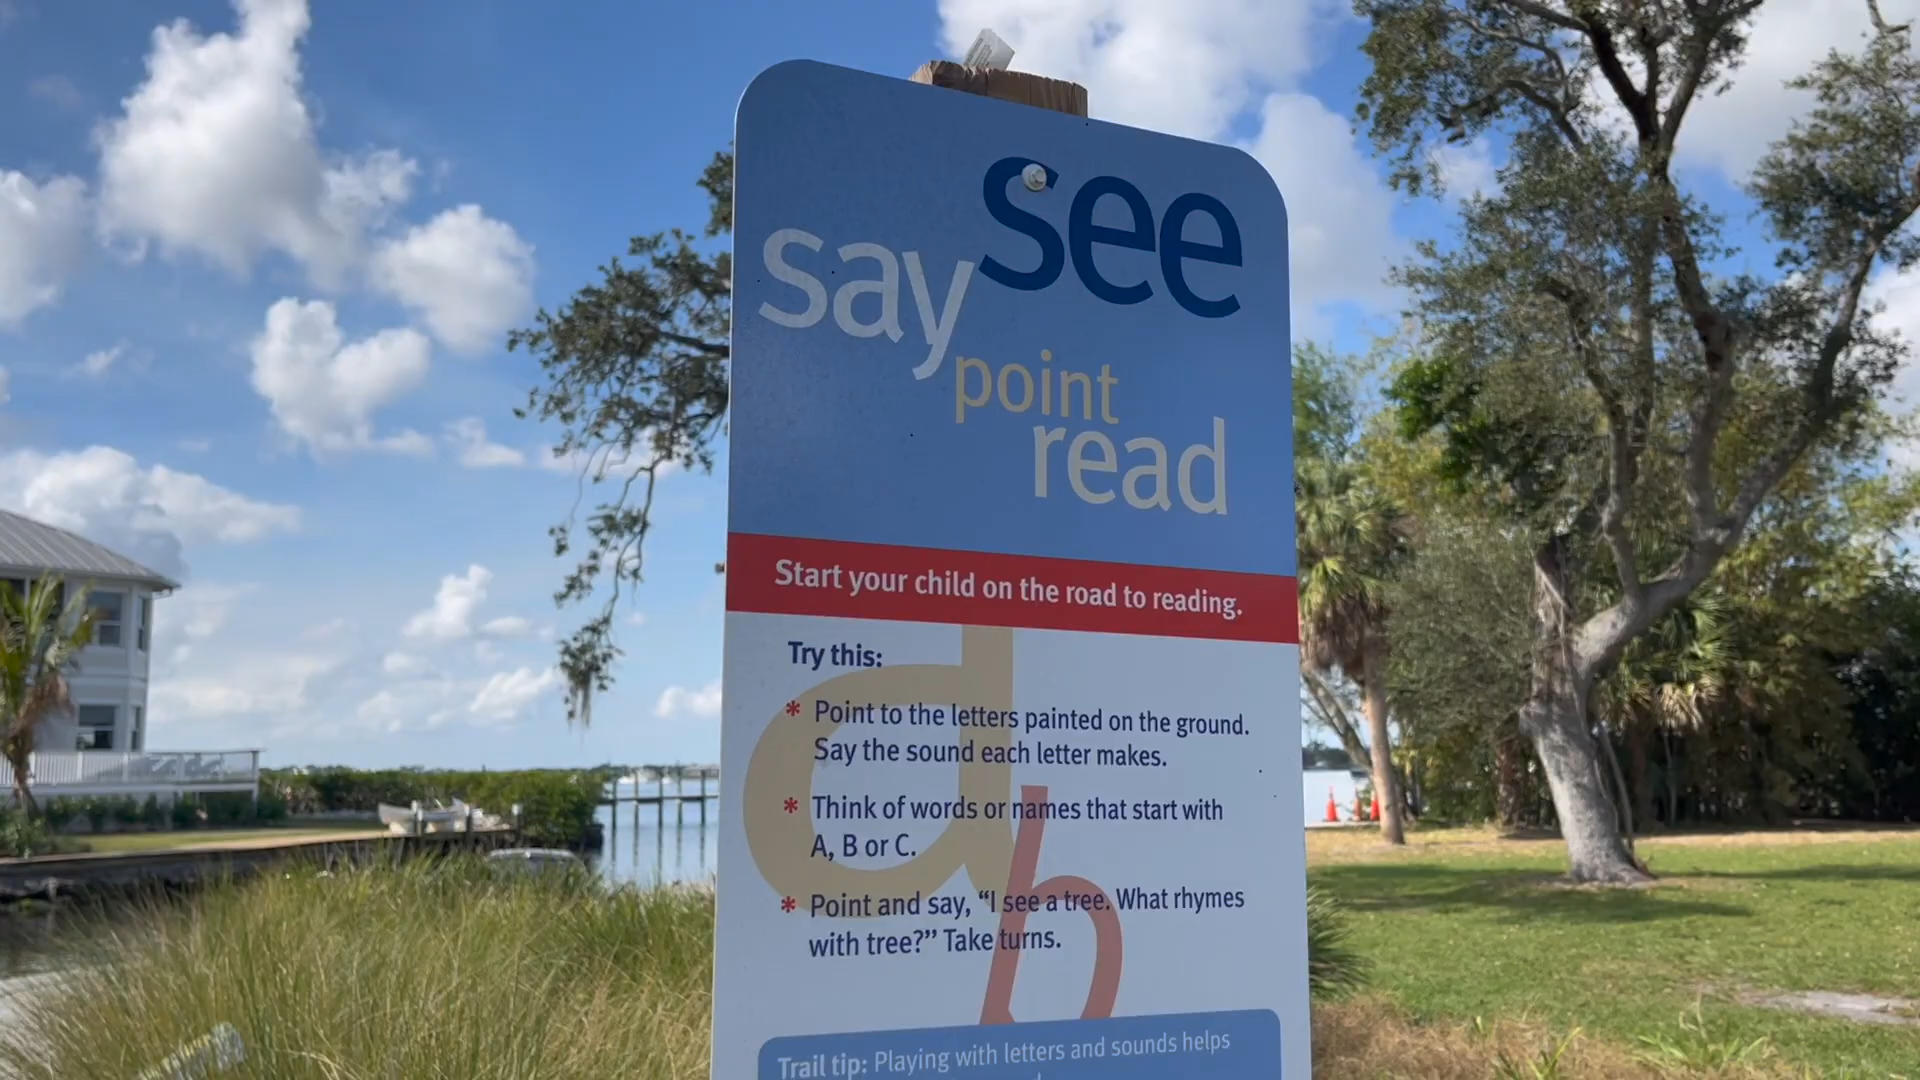 see
say
point
read
Start your child on the road to reading.
Try this:
* Point to the letters painted on the ground.
Say the sound each letter makes.
* Think of words or names that start with
A, B or C.
* Point and say, “I see a tree. What rhymes
with tree?” Take turns.
d
b
Trail tip: Playing with letters and sounds helps